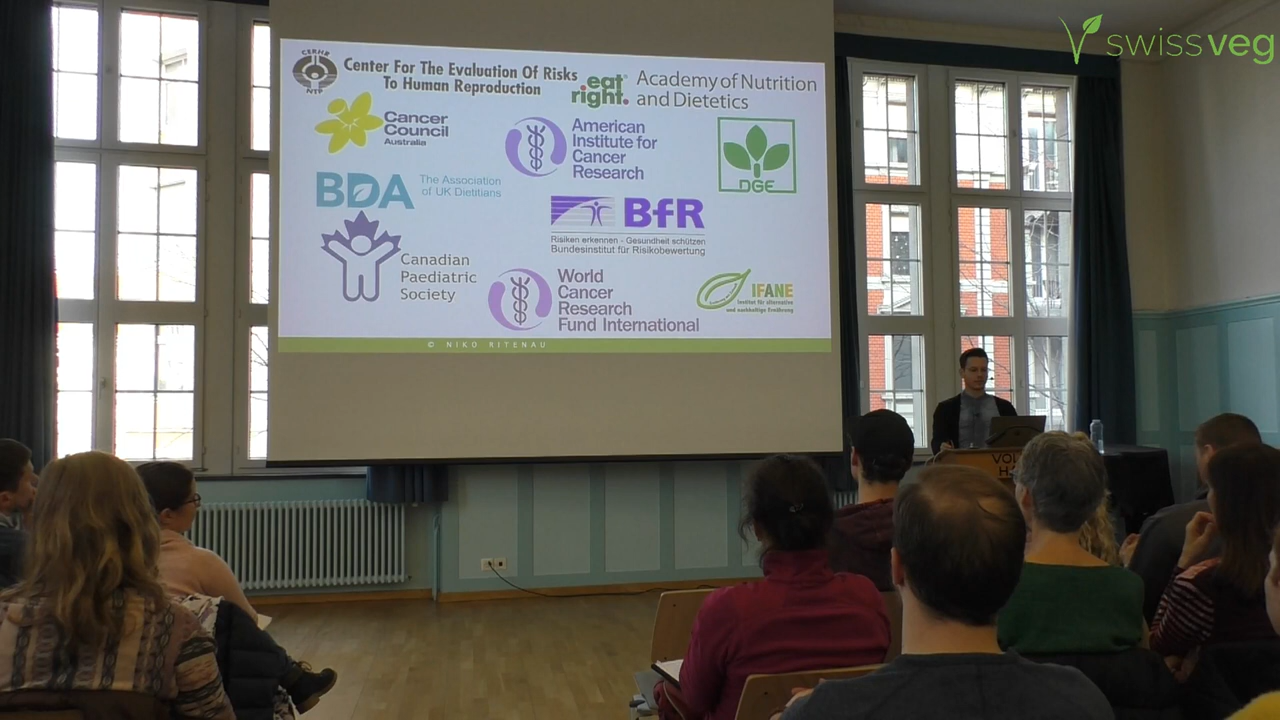 swissveg
CERHR
NTP
Center For The Evaluation Of Risks
To Human Reproduction
eat
right.
Academy of Nutrition
and Dietetics
Cancer
Council
Australia
American
Institute for
Cancer
Research
DGE
BDA
The Association
of UK Dietitians
BfR
Risiken erkennen - Gesundheit schützen
Bundesinstitut für Risikobewertung
Canadian
Paediatric
Society
World
Cancer
Research
Fund International
IFANE
Institut für alternative
und nachhaltige Ernährung
© NIKO RITENAU